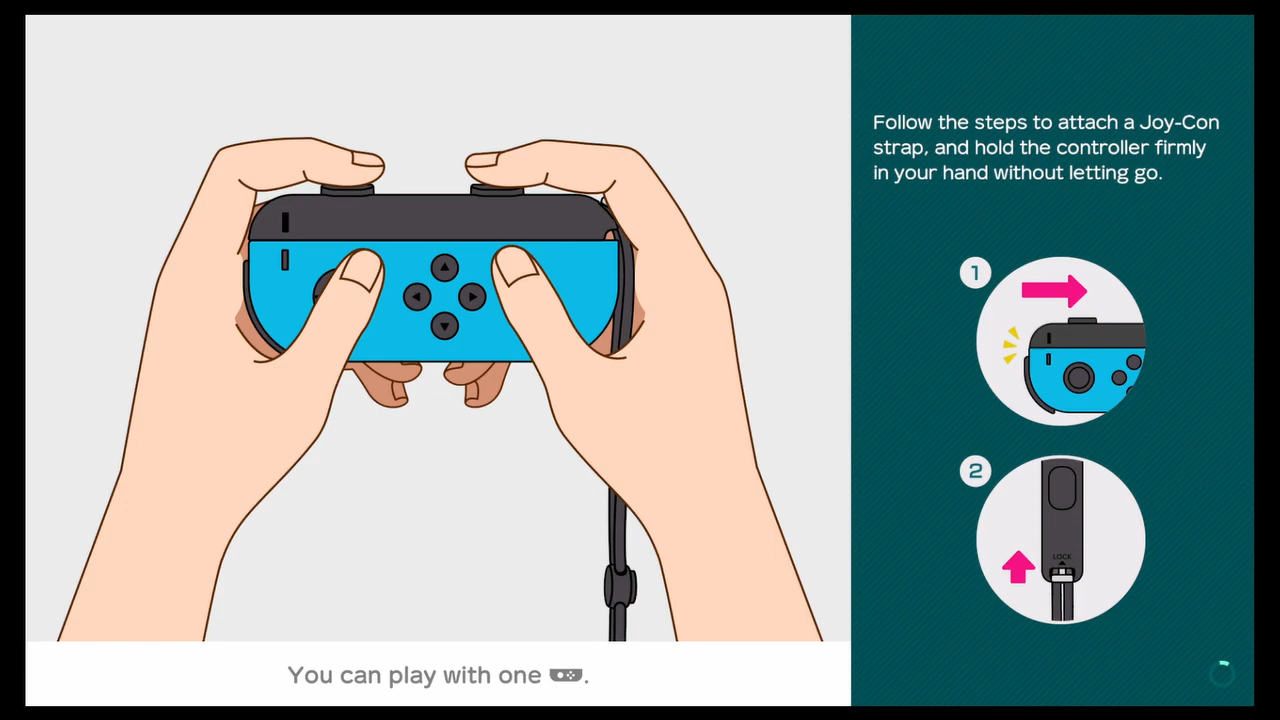 Follow the steps to attach a Joy-Con
strap, and hold the controller firmly
in your hand without letting go.
1
2
LOCK
You can play with one .